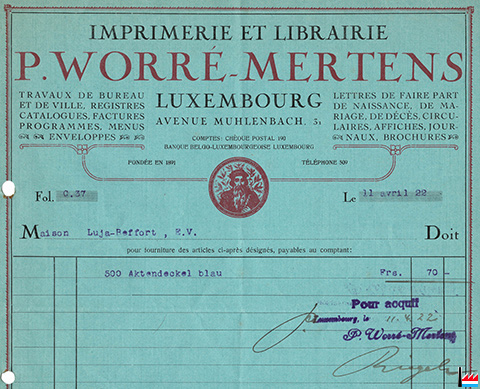 IMPRIMERIE ET LIBRAIRIE
P. WORRÉ-MERTENS
TRAVAUX DE BUREAU
ET DE VILLE, REGISTRES
CATALOGUES, FACTURES
PROGRAMMES, MENUS
ENVELOPPES
LUXEMBOURG
AVENUE MUHLENBACH, 31
COMPTES: CHÈQUE POSTAL 192
BANQUE BELGO-LUXEMBOURGEOISE LUXEMBOURG
LETTRES DE FAIRE PART
DE NAISSANCE, DE MA-
RIAGE, DE DÉCÈS, CIRCU-
LAIRES, AFFICHES, JOUR-
NAUX, BROCHURES
FONDÉE EN 1891
TÉLÉPHONE 309
Fol. C.37
Le 11 avril 22
Maison Luja-Beffort, E.V. Doit
pour fourniture des articles ci-après désignés, payables au comptant:
500 Aktendeckel blau Frs. 70 -
Pour acquit
Luxembourg, le 11.4.22
P. Worré-Mertens